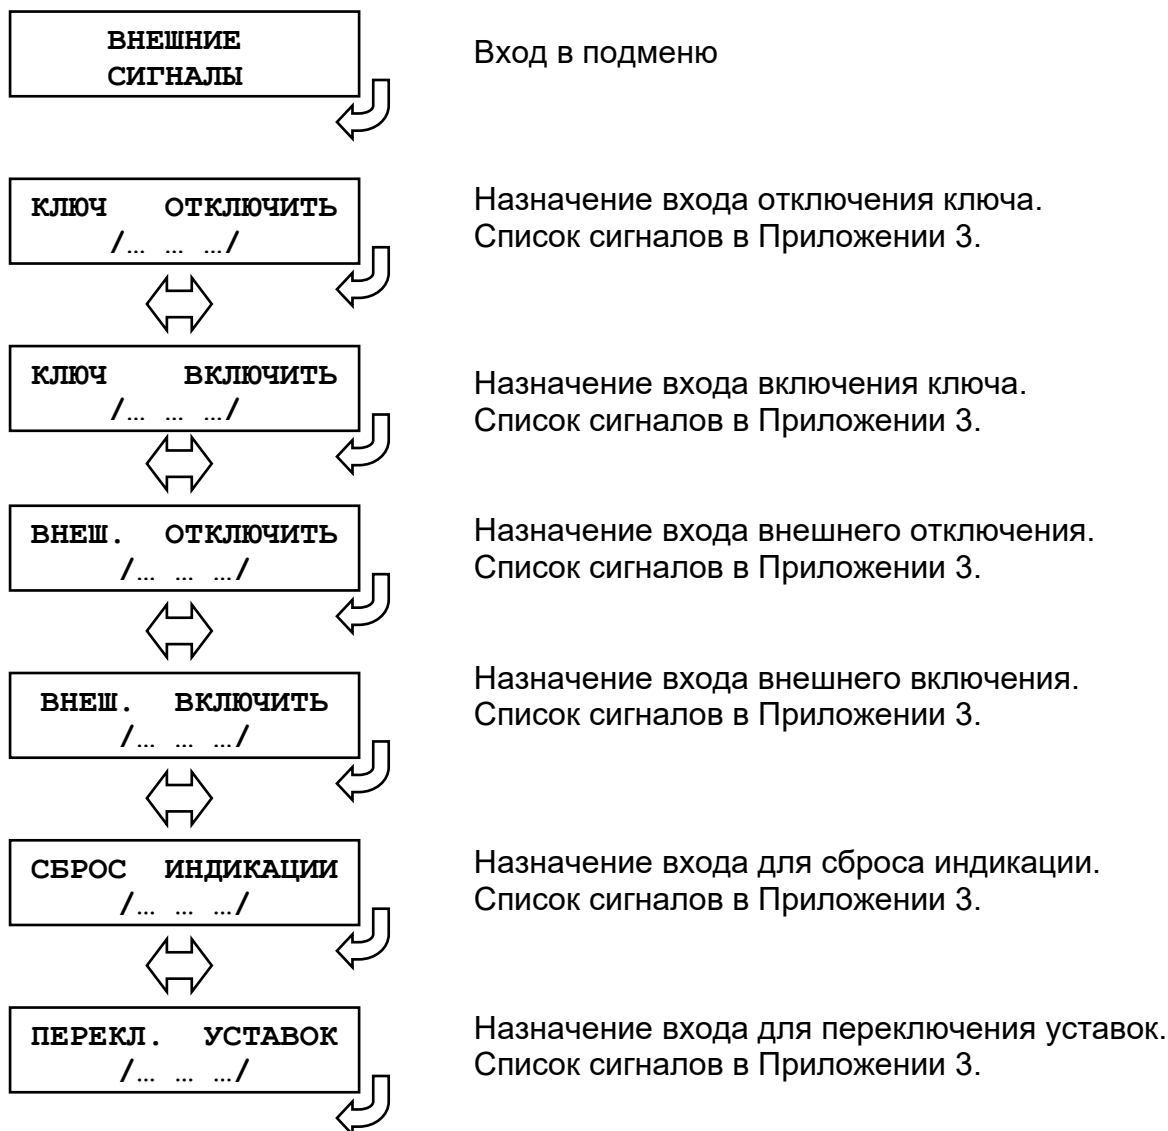 ВНЕШНИЕ
СИГНАЛЫ
Вход в подменю
КЛЮЧ ОТКЛЮЧИТЬ
/… … …/
Назначение входа отключения ключа.
Список сигналов в Приложении 3.
КЛЮЧ ВКЛЮЧИТЬ
/… … …/
Назначение входа включения ключа.
Список сигналов в Приложении 3.
ВНЕШ. ОТКЛЮЧИТЬ
/… … …/
Назначение входа внешнего отключения.
Список сигналов в Приложении 3.
ВНЕШ. ВКЛЮЧИТЬ
/… … …/
Назначение входа внешнего включения.
Список сигналов в Приложении 3.
СБРОС ИНДИКАЦИИ
/… … …/
Назначение входа для сброса индикации.
Список сигналов в Приложении 3.
ПЕРЕКЛ. УСТАВОК
/… … …/
Назначение входа для переключения уставок.
Список сигналов в Приложении 3.